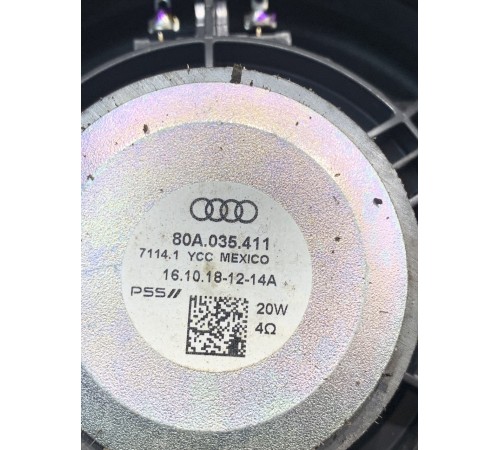 80A.035.411
7114.1 YCC MEXICO
16.10.18-12-14A
PSS//
20W
4Ω